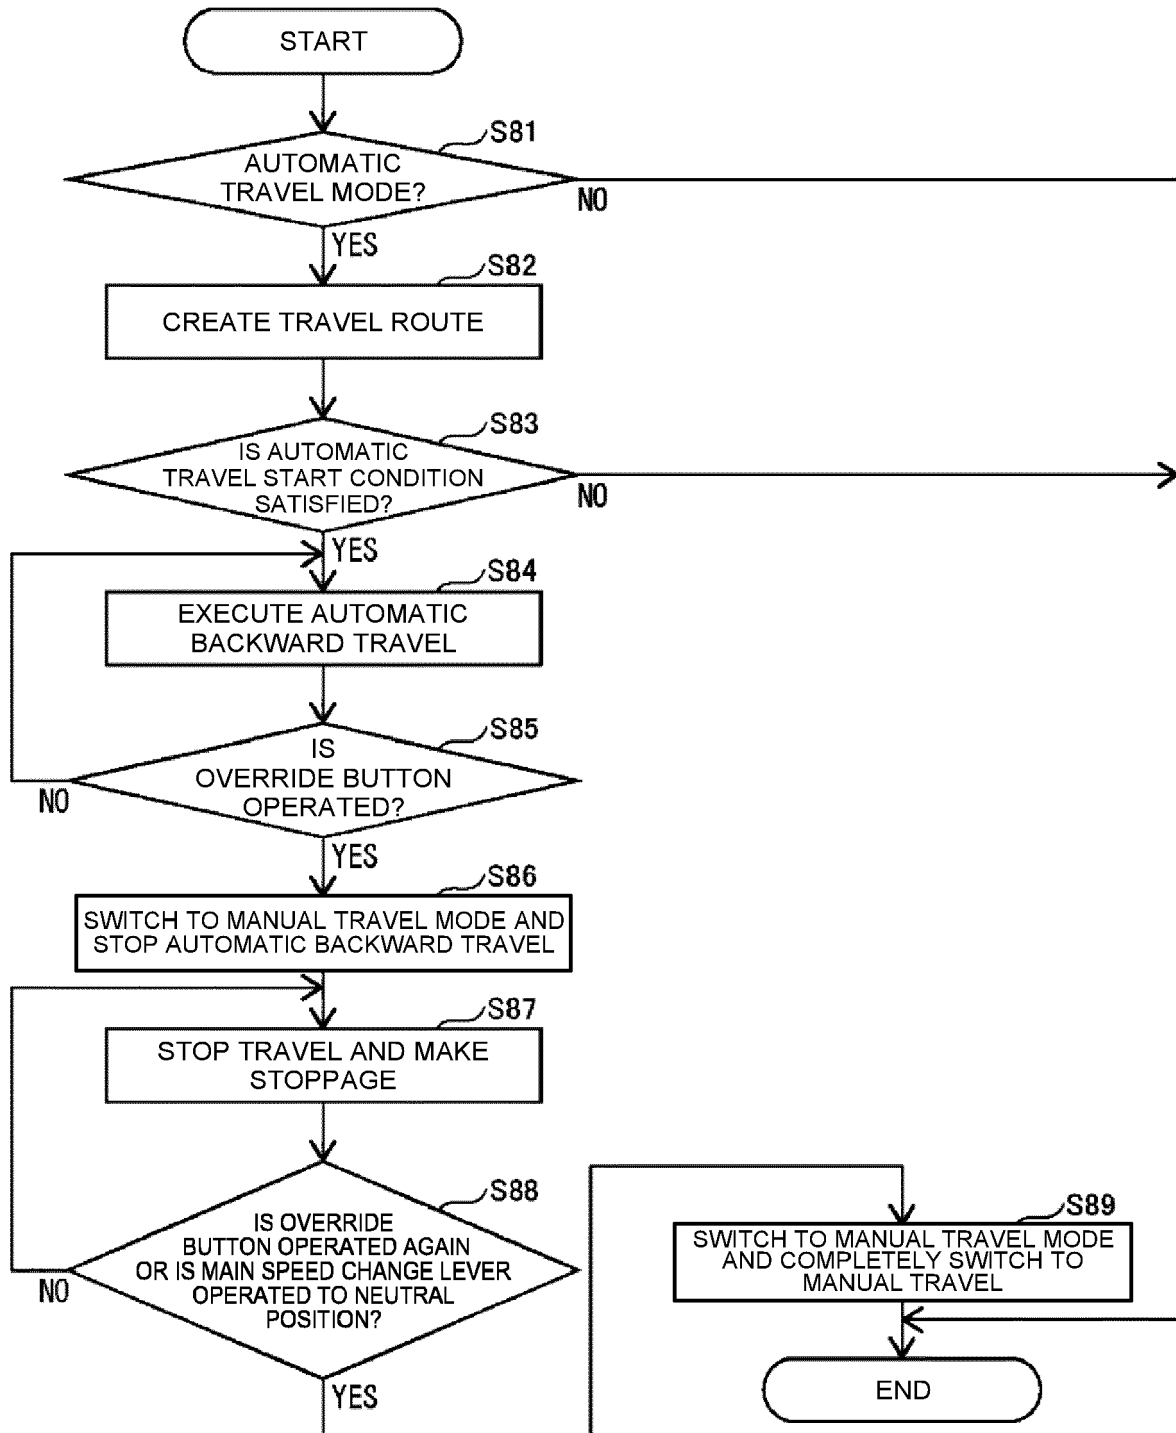 START
S81
AUTOMATIC
TRAVEL MODE?
NO
YES
S82
CREATE TRAVEL ROUTE
S83
IS AUTOMATIC
TRAVEL START CONDITION
SATISFIED?
NO
YES
S84
EXECUTE AUTOMATIC
BACKWARD TRAVEL
S85
IS
OVERRIDE BUTTON
OPERATED?
NO
YES
S86
SWITCH TO MANUAL TRAVEL MODE AND
STOP AUTOMATIC BACKWARD TRAVEL
S87
STOP TRAVEL AND MAKE
STOPPAGE
S88
IS OVERRIDE
BUTTON OPERATED AGAIN
OR IS MAIN SPEED CHANGE LEVER
OPERATED TO NEUTRAL
POSITION?
NO
YES
S89
SWITCH TO MANUAL TRAVEL MODE
AND COMPLETELY SWITCH TO
MANUAL TRAVEL
END